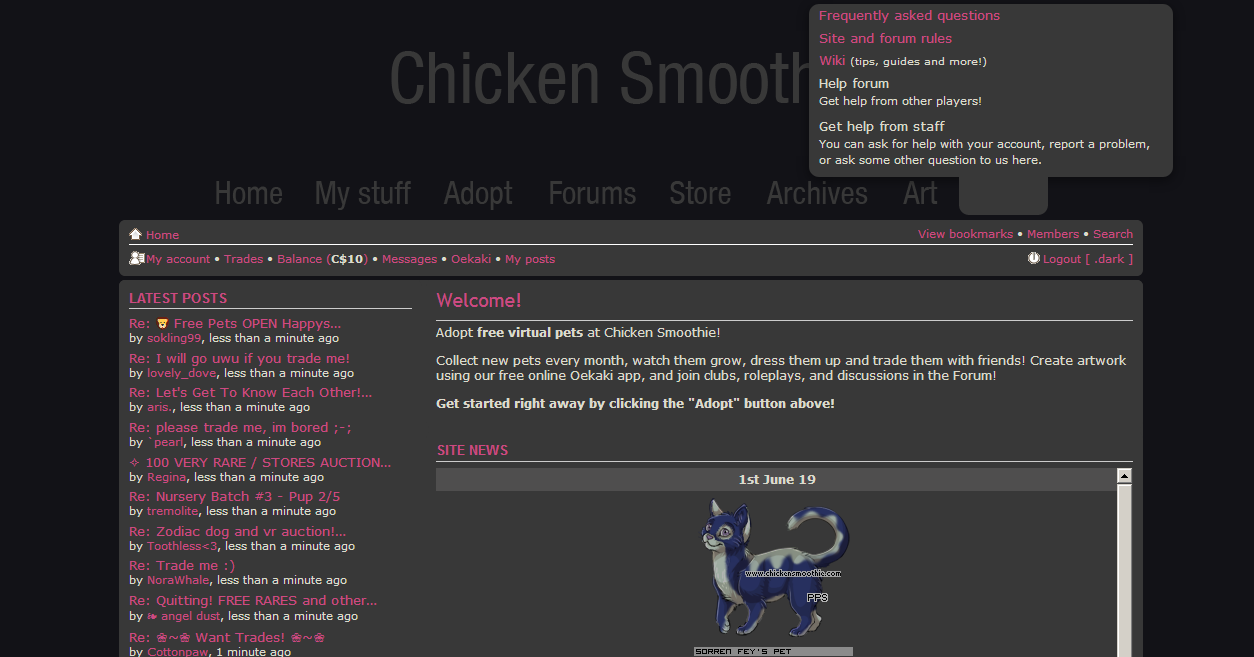 Frequently asked questions
Site and forum rules
Wiki (tips, guides and more!)
Help forum
Get help from other players!
Get help from staff
You can ask for help with your account, report a problem,
or ask some other question to us here.
Chicken Smooth
Home My stuff Adopt Forums Store Archives Art
Home
View bookmarks • Members • Search
My account • Trades • Balance (C$10) • Messages • Oekaki • My posts
Logout [ .dark ]
LATEST POSTS
Re: Free Pets OPEN Happys...
by sokling99, less than a minute ago
Re: I will go uwu if you trade me!
by lovely_dove, less than a minute ago
Re: Let's Get To Know Each Other!...
by aris., less than a minute ago
Re: please trade me, im bored ;-;
by `pearl, less than a minute ago
✧ 100 VERY RARE / STORES AUCTION...
by Regina, less than a minute ago
Re: Nursery Batch #3 - Pup 2/5
by tremolite, less than a minute ago
Re: Zodiac dog and vr auction!...
by Toothless<3, less than a minute ago
Re: Trade me :)
by NoraWhale, less than a minute ago
Re: Quitting! FREE RARES and other...
by ❧ angel dust, less than a minute ago
Re: ❀~❀ Want Trades! ❀~❀
by Cottonpaw, 1 minute ago
Welcome!
Adopt free virtual pets at Chicken Smoothie!
Collect new pets every month, watch them grow, dress them up and trade them with friends! Create artwork
using our free online Oekaki app, and join clubs, roleplays, and discussions in the Forum!
Get started right away by clicking the "Adopt" button above!
SITE NEWS
1st June 19
www.chickensmoothie.com
PPS
SORREN FEY'S PET